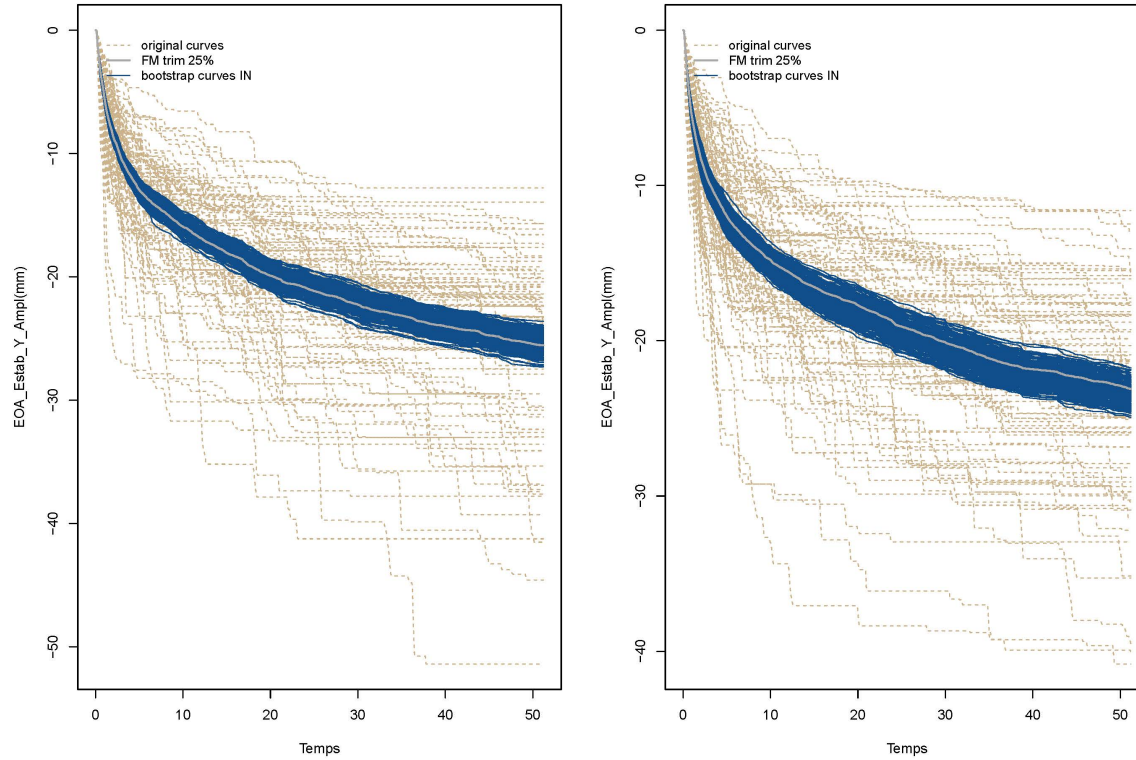 original curves
FM trim 25%
bootstrap curves IN
0
−10
−20
−30
−40
−50
EOA_Estab_Y_Ampl(mm)
0
10
20
30
40
50
Temps
original curves
FM trim 25%
bootstrap curves IN
0
−10
−20
−30
−40
EOA_Estab_Y_Ampl(mm)
0
10
20
30
40
50
Temps